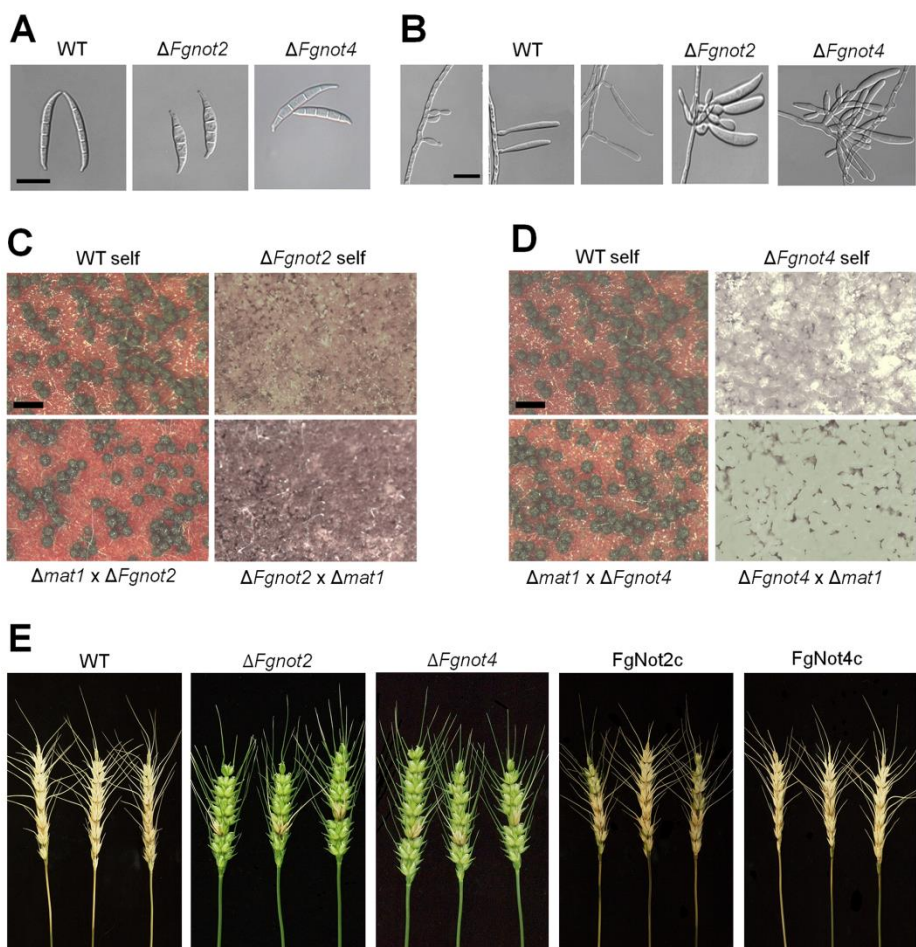 A
WT
ΔFgnot2
ΔFgnot4
B
WT
ΔFgnot2
ΔFgnot4
C
WT self
ΔFgnot2 self
Δmat1 x ΔFgnot2
ΔFgnot2 x Δmat1
D
WT self
ΔFgnot4 self
Δmat1 x ΔFgnot4
ΔFgnot4 x Δmat1
E
WT
ΔFgnot2
ΔFgnot4
FgNot2c
FgNot4c